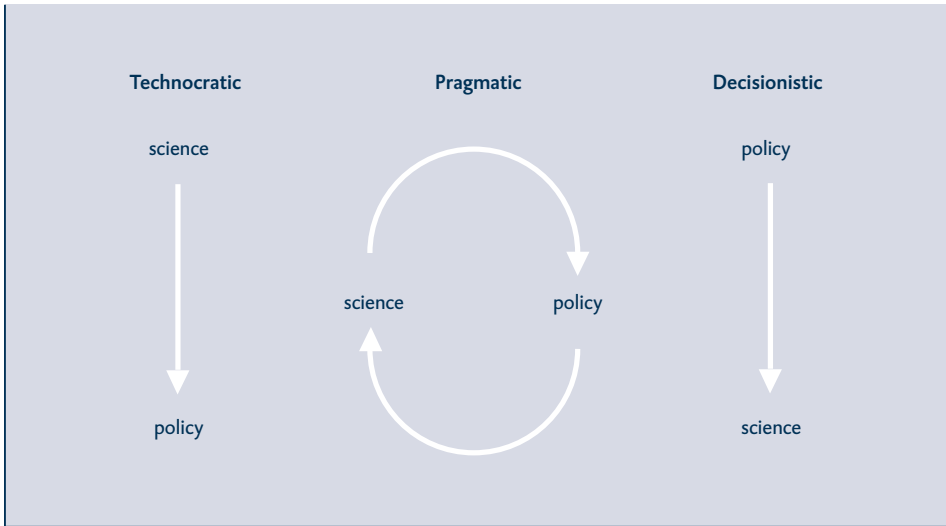 Technocratic Pragmatic Decisionistic
science policy
science policy
policy science